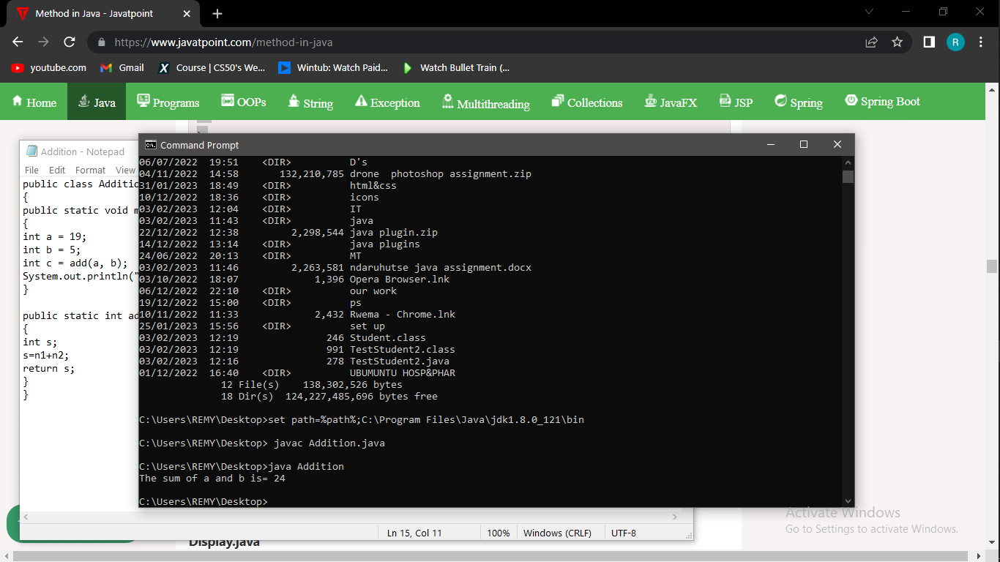 Method in Java - Javatpoint
https://www.javatpoint.com/method-in-java
R
youtube.com Gmail Course | CS50's We... Wintub: Watch Paid... Watch Bullet Train (...
Home Java Programs OOPs String Exception Multithreading Collections JavaFX JSP Spring Spring Boot
Addition - Notepad
File Edit Format View
public class Additic
{
public static void m
{
int a = 19;
int b = 5;
int c = add(a, b);
System.out.println("
}
public static int ad
{
int s;
s=n1+n2;
return s;
}
}
Command Prompt
06/07/2022 19:51 <DIR> D's
04/11/2022 14:58 132,210,785 drone photoshop assignment.zip
31/01/2023 18:49 <DIR> html&css
10/12/2022 18:36 <DIR> icons
03/02/2023 12:04 <DIR> IT
03/02/2023 11:43 <DIR> java
22/12/2022 12:38 2,298,544 java plugin.zip
14/12/2022 13:14 <DIR> java plugins
24/06/2022 20:13 <DIR> MT
03/02/2023 11:46 2,263,581 ndaruhutse java assignment.docx
03/10/2022 18:07 1,396 Opera Browser.lnk
06/12/2022 22:10 <DIR> our work
19/12/2022 15:00 <DIR> ps
10/11/2022 11:33 2,432 Rwema - Chrome.lnk
25/01/2023 15:56 <DIR> set up
03/02/2023 12:19 246 Student.class
03/02/2023 12:19 991 TestStudent2.class
03/02/2023 12:16 278 TestStudent2.java
01/12/2022 16:40 <DIR> UBUMUNTU HOSP&PHAR
12 File(s) 138,302,526 bytes
18 Dir(s) 124,227,485,696 bytes free
C:\Users\REMY\Desktop>set path=%path%;C:\Program Files\Java\jdk1.8.0_121\bin
C:\Users\REMY\Desktop> javac Addition.java
C:\Users\REMY\Desktop>java Addition
The sum of a and b is= 24
C:\Users\REMY\Desktop>
Ln 15, Col 11 100% Windows (CRLF) UTF-8
Display.java
Activate Windows
Go to Settings to activate Windows.